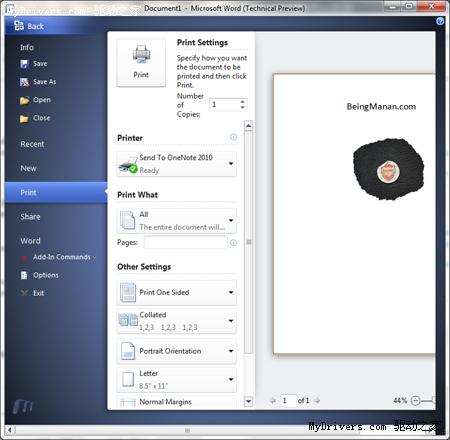 MyDrivers.com 驱动之家
Document1 - Microsoft Word (Technical Preview)
Back
Info
Save
Save As
Open
Close
Recent
New
Print
Share
Word
Add-In Commands
Options
Exit
Print
Print Settings
Specify how you want
the document to be
printed and then click
Print.
Number
of
Copies:
1
Printer
Send To OneNote 2010
Ready
Print What
All
The entire document will...
Pages:
Other Settings
Print One Sided
Collated
1,2,3 1,2,3 1,2,3
Portrait Orientation
Letter
8.5" x 11"
Normal Margins
BeingManan.com
1 of 1
44%
MyDrivers.com 驱动之家